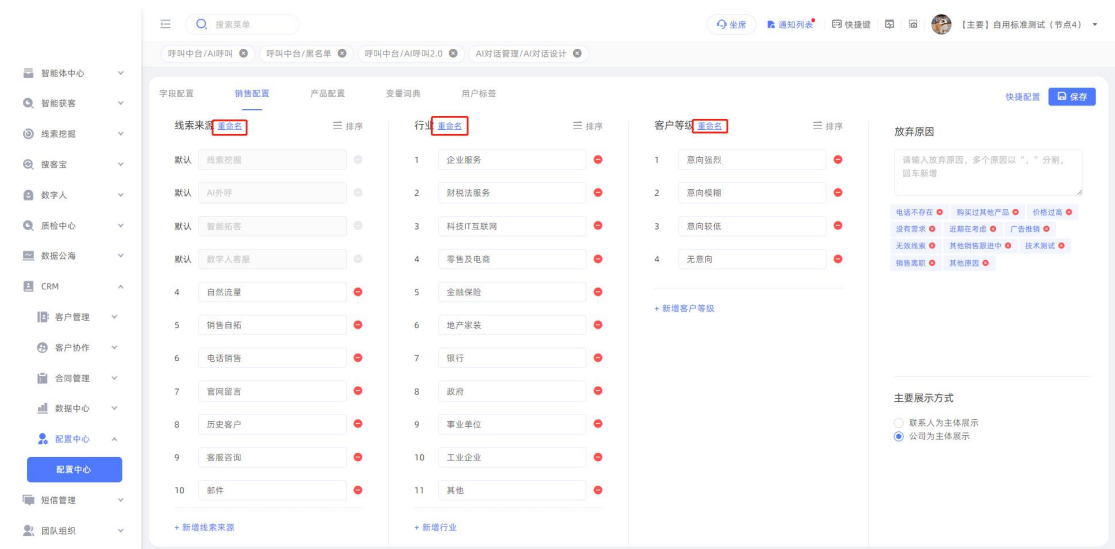 搜索菜单
坐席
通知列表
快捷键
【主要】自用标准测试（节点4）
呼叫中台/AI呼叫
呼叫中台/黑名单
呼叫中台/AI呼叫2.0
AI对话管理/AI对话设计
智能体中心
智能获客
线索挖掘
搜客宝
数字人
质检中心
数据公海
CRM
客户管理
客户协作
合同管理
数据中心
配置中心
配置中心
短信管理
团队组织
字段配置
销售配置
产品配置
变量词典
用户标签
快捷配置
保存
线索来源 重命名
排序
默认 线索挖掘
默认 AI外呼
默认 智能拓客
默认 数字人客服
4 自然流量
5 销售自拓
6 电话销售
7 官网留言
8 历史客户
9 客服咨询
10 邮件
+ 新增线索来源
行业 重命名
排序
1 企业服务
2 财税法服务
3 科技IT互联网
4 零售及电商
5 金融保险
6 地产家装
7 银行
8 政府
9 事业单位
10 工业企业
11 其他
+ 新增行业
客户等级 重命名
排序
1 意向强烈
2 意向模糊
3 意向较低
4 无意向
+ 新增客户等级
放弃原因
请输入放弃原因，多个原因以“，”分割，
回车新增
电话不存在 购买过其他产品 价格过高
没有需求 近期在考虑 广告推销
无效线索 其他销售跟进中 技术测试
销售离职 其他原因
主要展示方式
联系人为主体展示
公司为主体展示